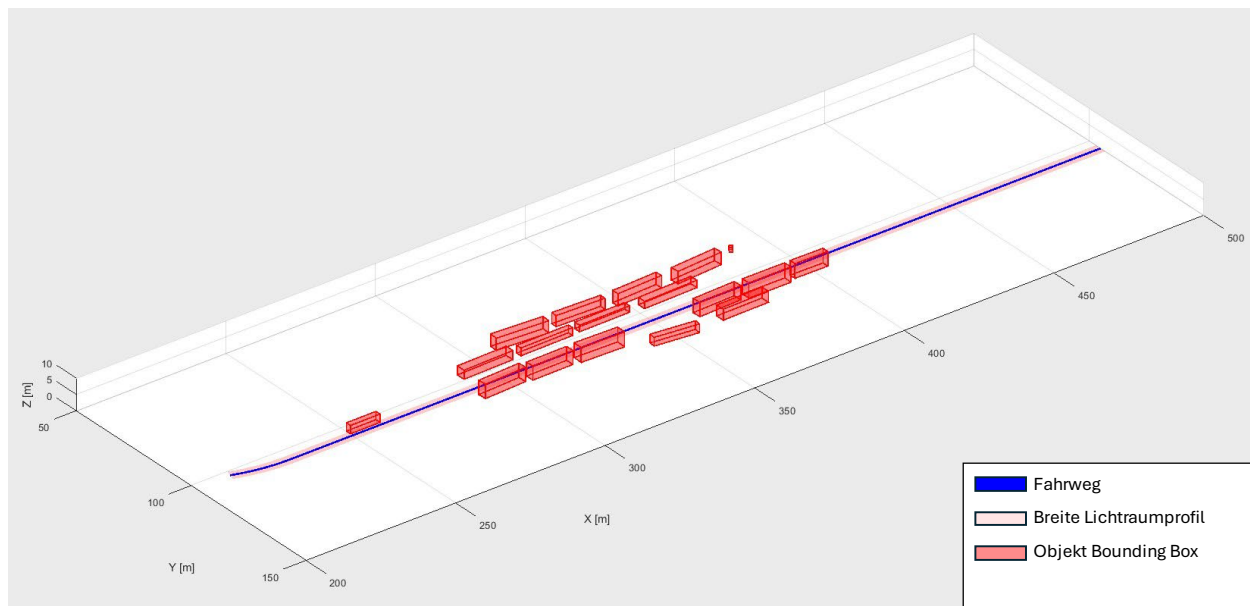 10
5
0
Z [m]
50
100
150
Y [m]
200
250
300
350
400
450
500
X [m]
Fahrweg
Breite Lichtraumprofil
Objekt Bounding Box